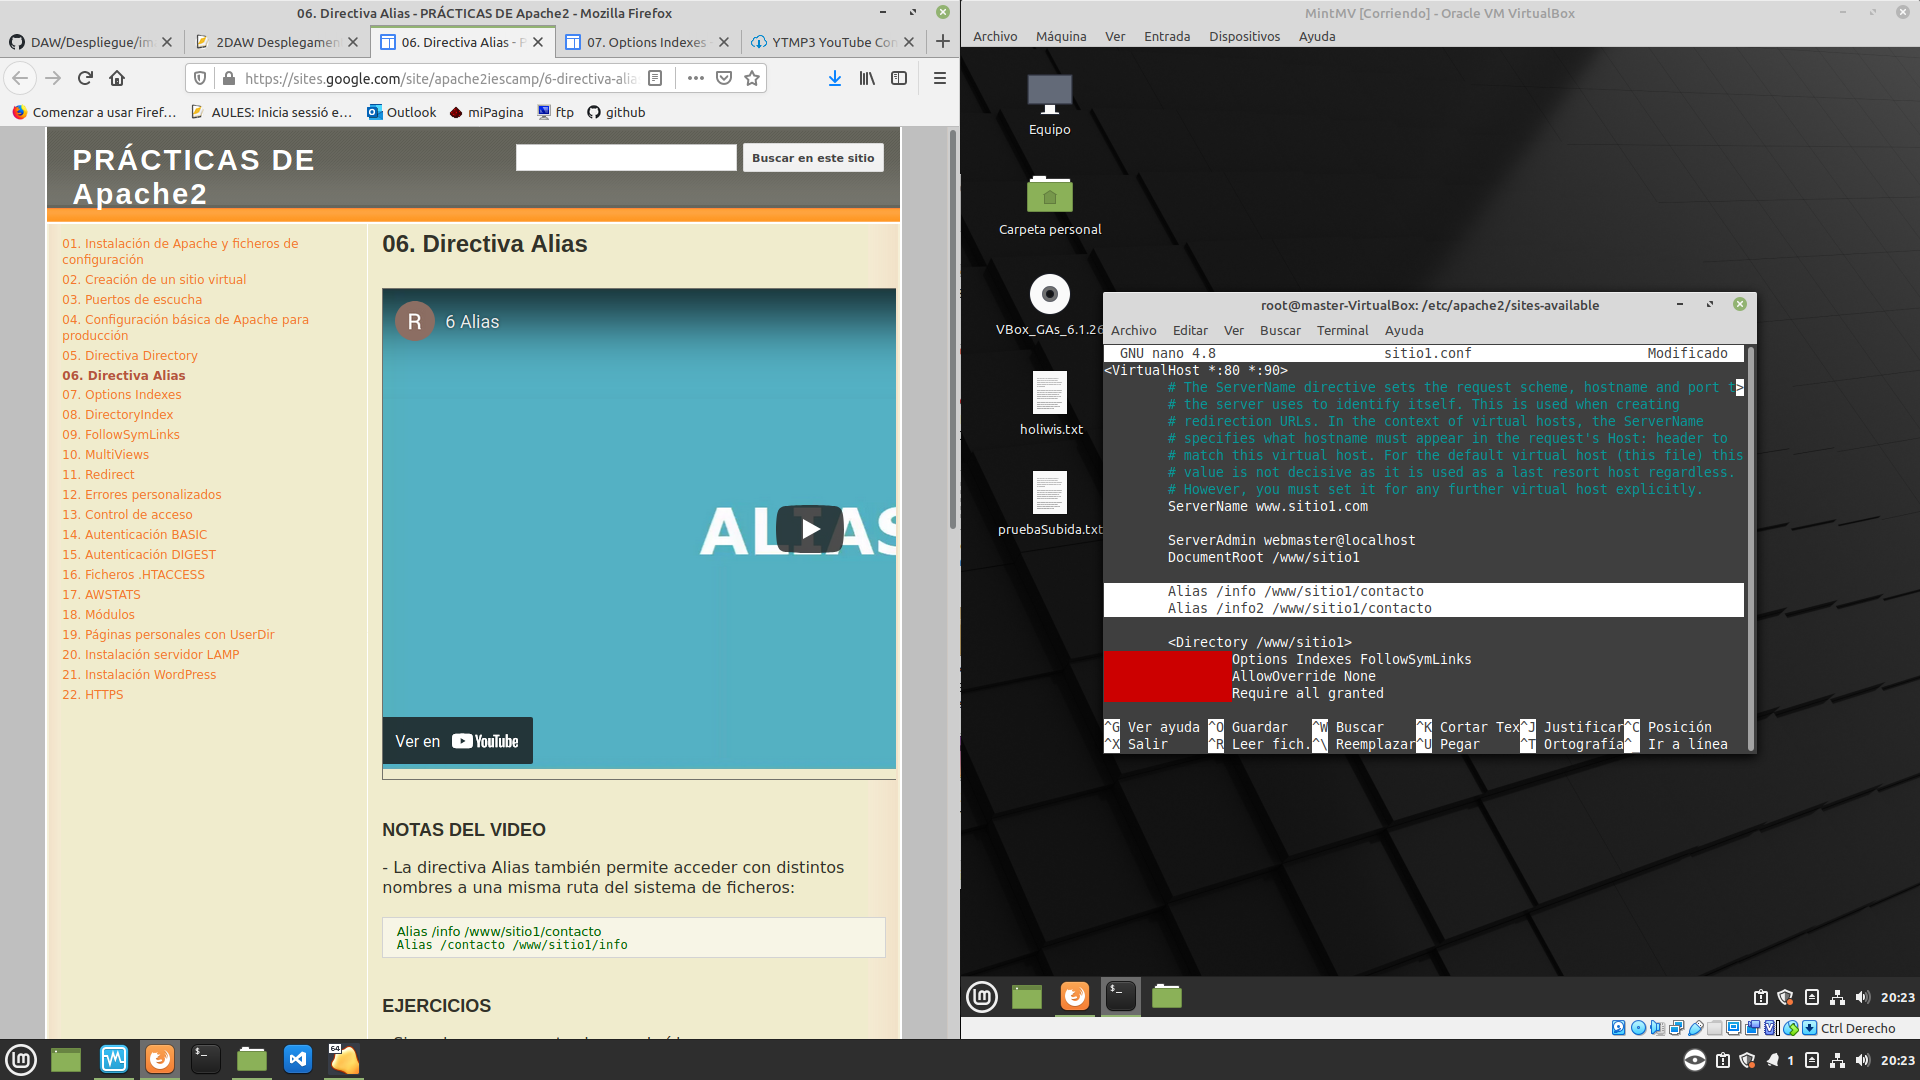 06. Directiva Alias - PRÁCTICAS DE Apache2 - Mozilla Firefox
DAW/Despliegue/im
2DAW Desplegamen
06. Directiva Alias - P
07. Options Indexes
YTMP3 YouTube Con
https://sites.google.com/site/apache2iescamp/6-directiva-alia
Comenzar a usar Firef…
AULES: Inicia sessió e…
Outlook
miPagina
ftp
github
PRÁCTICAS DE
Apache2
Buscar en este sitio
01. Instalación de Apache y ficheros de
configuración
02. Creación de un sitio virtual
03. Puertos de escucha
04. Configuración básica de Apache para
producción
05. Directiva Directory
06. Directiva Alias
07. Options Indexes
08. DirectoryIndex
09. FollowSymLinks
10. MultiViews
11. Redirect
12. Errores personalizados
13. Control de acceso
14. Autenticación BASIC
15. Autenticación DIGEST
16. Ficheros .HTACCESS
17. AWSTATS
18. Módulos
19. Páginas personales con UserDir
20. Instalación servidor LAMP
21. Instalación WordPress
22. HTTPS
06. Directiva Alias
R
6 Alias
ALIAS
Ver en YouTube
NOTAS DEL VIDEO
- La directiva Alias también permite acceder con distintos
nombres a una misma ruta del sistema de ficheros:
Alias /info /www/sitio1/contacto
Alias /contacto /www/sitio1/info
EJERCICIOS
MintMV [Corriendo] - Oracle VM VirtualBox
Archivo Máquina Ver Entrada Dispositivos Ayuda
Equipo
Carpeta personal
VBox_GAs_6.1.26
holiwis.txt
pruebaSubida.txt
root@master-VirtualBox: /etc/apache2/sites-available
Archivo Editar Ver Buscar Terminal Ayuda
GNU nano 4.8 sitio1.conf Modificado
<VirtualHost *:80 *:90>
# The ServerName directive sets the request scheme, hostname and port t>
# the server uses to identify itself. This is used when creating
# redirection URLs. In the context of virtual hosts, the ServerName
# specifies what hostname must appear in the request's Host: header to
# match this virtual host. For the default virtual host (this file) this
# value is not decisive as it is used as a last resort host regardless.
# However, you must set it for any further virtual host explicitly.
ServerName www.sitio1.com
ServerAdmin webmaster@localhost
DocumentRoot /www/sitio1
Alias /info /www/sitio1/contacto
Alias /info2 /www/sitio1/contacto
<Directory /www/sitio1>
Options Indexes FollowSymLinks
AllowOverride None
Require all granted
^G Ver ayuda ^O Guardar ^W Buscar ^K Cortar Tex^J Justificar^C Posición
^X Salir ^R Leer fich.^\ Reemplazar^U Pegar ^T Ortografía^_ Ir a línea
20:23
Ctrl Derecho
64
1
20:23